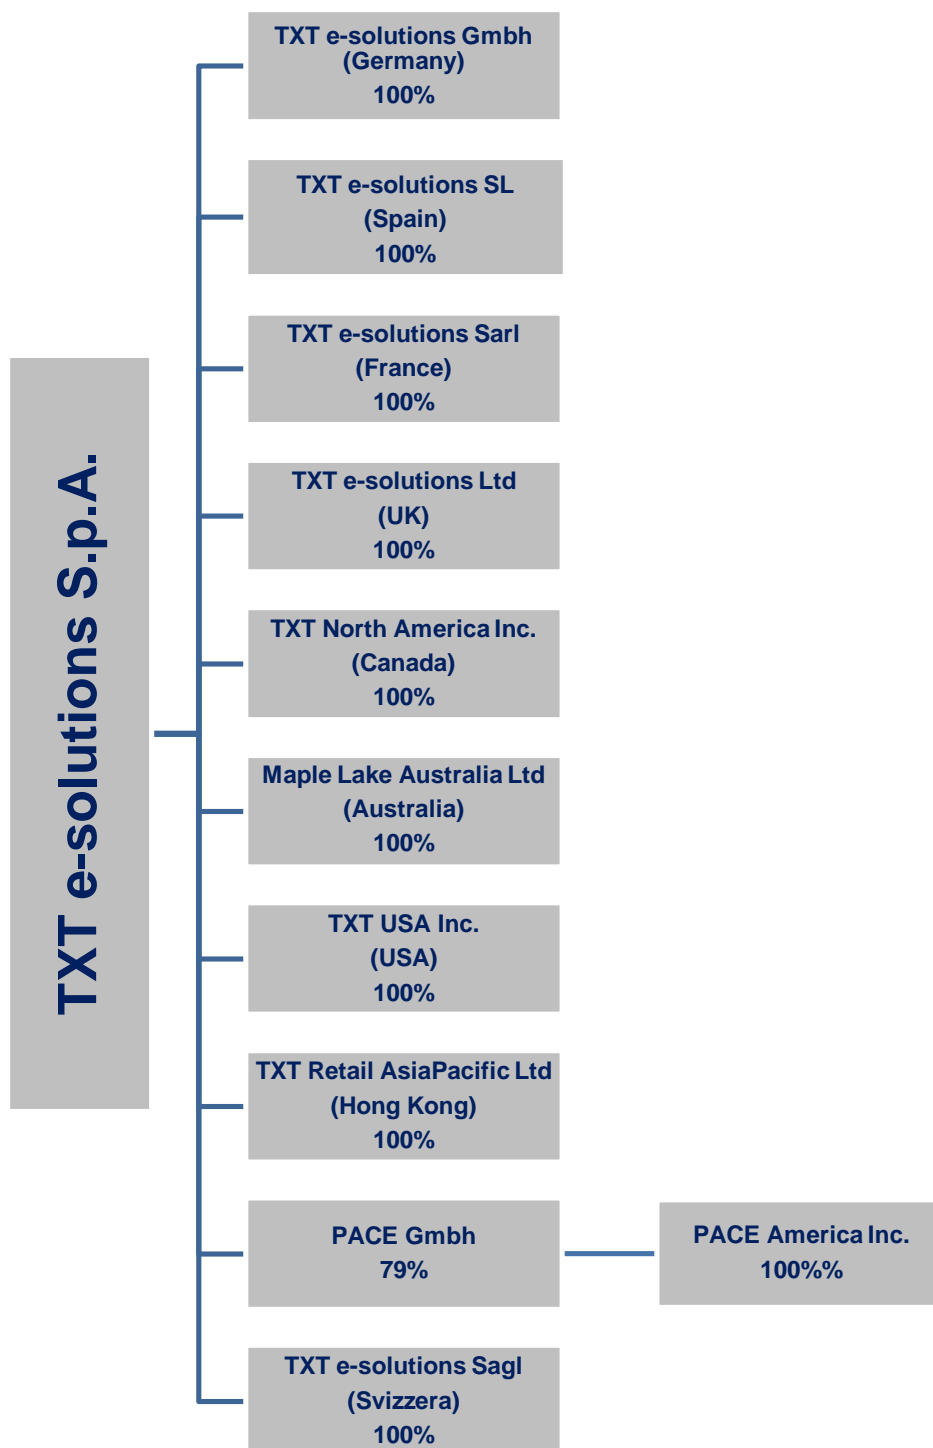 TXT e-solutions S.p.A.
TXT e-solutions Gmbh
(Germany)
100%
TXT e-solutions SL
(Spain)
100%
TXT e-solutions Sarl
(France)
100%
TXT e-solutions Ltd
(UK)
100%
TXT North America Inc.
(Canada)
100%
Maple Lake Australia Ltd
(Australia)
100%
TXT USA Inc.
(USA)
100%
TXT Retail AsiaPacific Ltd
(Hong Kong)
100%
PACE Gmbh
79%
PACE America Inc.
100%%
TXT e-solutions Sagl
(Svizzera)
100%